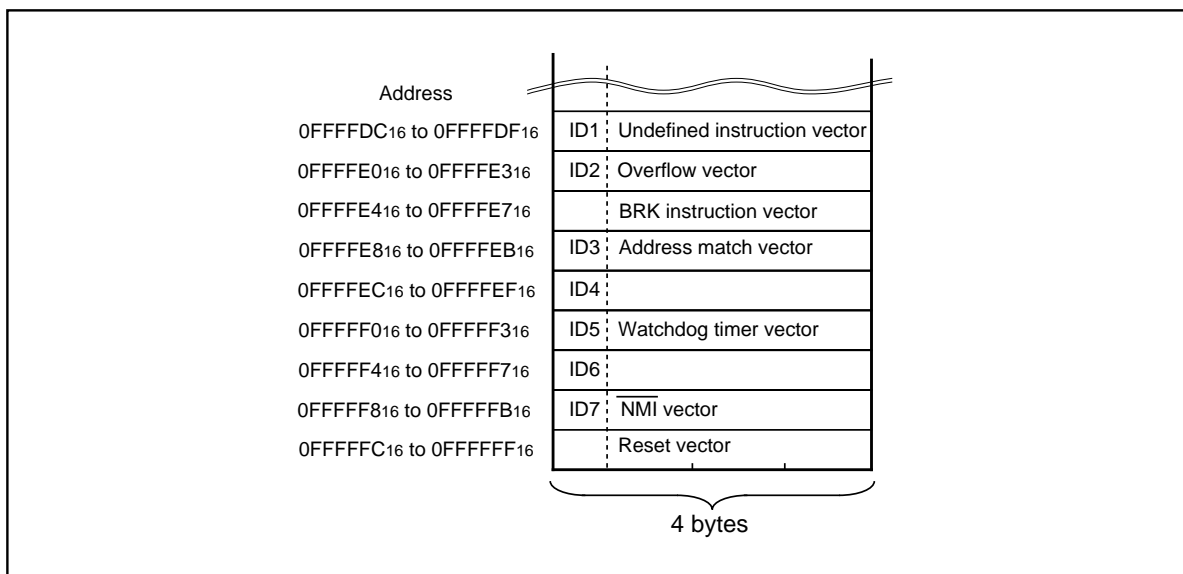 Address
0FFFFDC16 to 0FFFFDF16 ID1 Undefined instruction vector
0FFFFE016 to 0FFFFE316 ID2 Overflow vector
0FFFFE416 to 0FFFFE716 BRK instruction vector
0FFFFE816 to 0FFFFEB16 ID3 Address match vector
0FFFFEC16 to 0FFFFEF16 ID4
0FFFFF016 to 0FFFFF316 ID5 Watchdog timer vector
0FFFFF416 to 0FFFFF716 ID6
0FFFFF816 to 0FFFFFB16 ID7 NMI vector
0FFFFFC16 to 0FFFFFF16 Reset vector
4 bytes